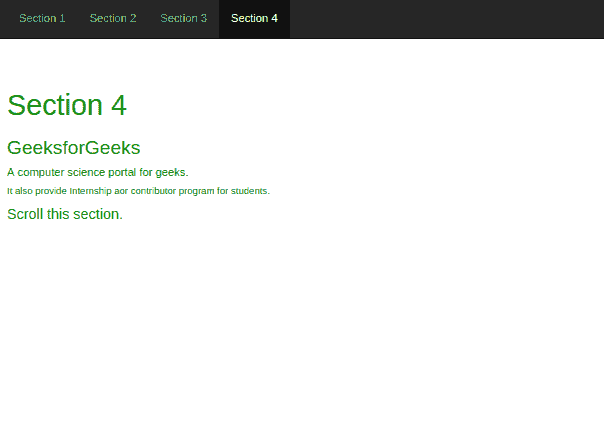 Section 1 Section 2 Section 3 Section 4
Section 4
GeeksforGeeks
A computer science portal for geeks.
It also provide Internship aor contributor program for students.
Scroll this section.